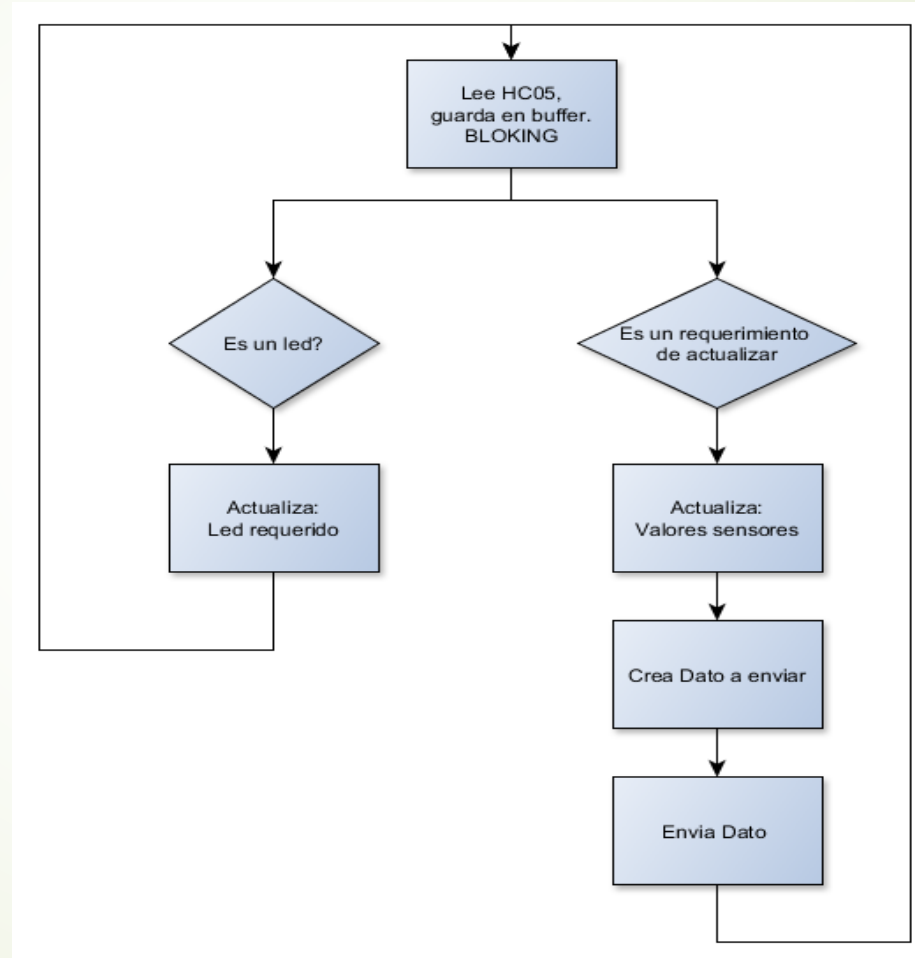 Lee HC05,
guarda en buffer.
BLOKING
Es un led?
Es un requerimiento
de actualizar
Actualiza:
Led requerido
Actualiza:
Valores sensores
Crea Dato a enviar
Envia Dato